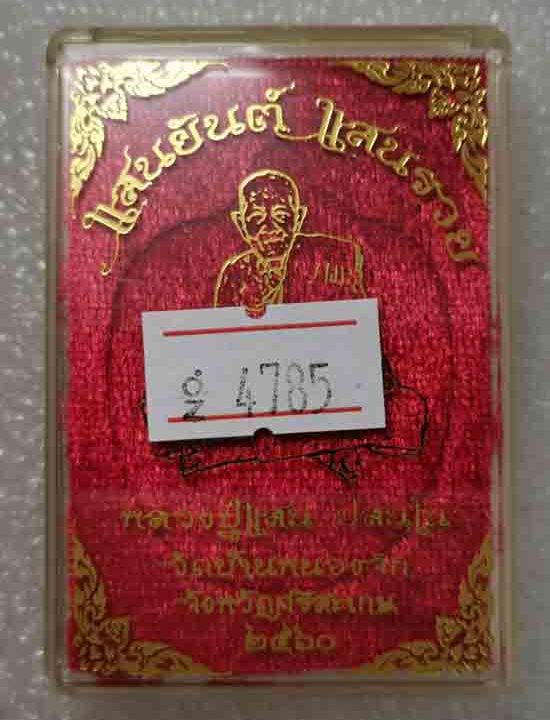 แสนยันต์ แสนรวย
№ 4785
หลวงปู่แสน ปสนฺโน
วัดบ้านหนองจิก
จังหวัดศรีสะเกษ
๒๕๖๐